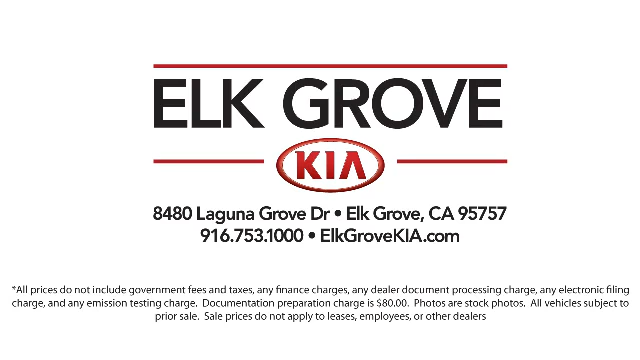 ELK GROVE
KIA
8480 Laguna Grove Dr • Elk Grove, CA 95757
916.753.1000 • ElkGroveKIA.com
*All prices do not include government fees and taxes, any finance charges, any dealer document processing charge, any electronic filing
charge, and any emission testing charge. Documentation preparation charge is $80.00. Photos are stock photos. All vehicles subject to
prior sale. Sale prices do not apply to leases, employees, or other dealers